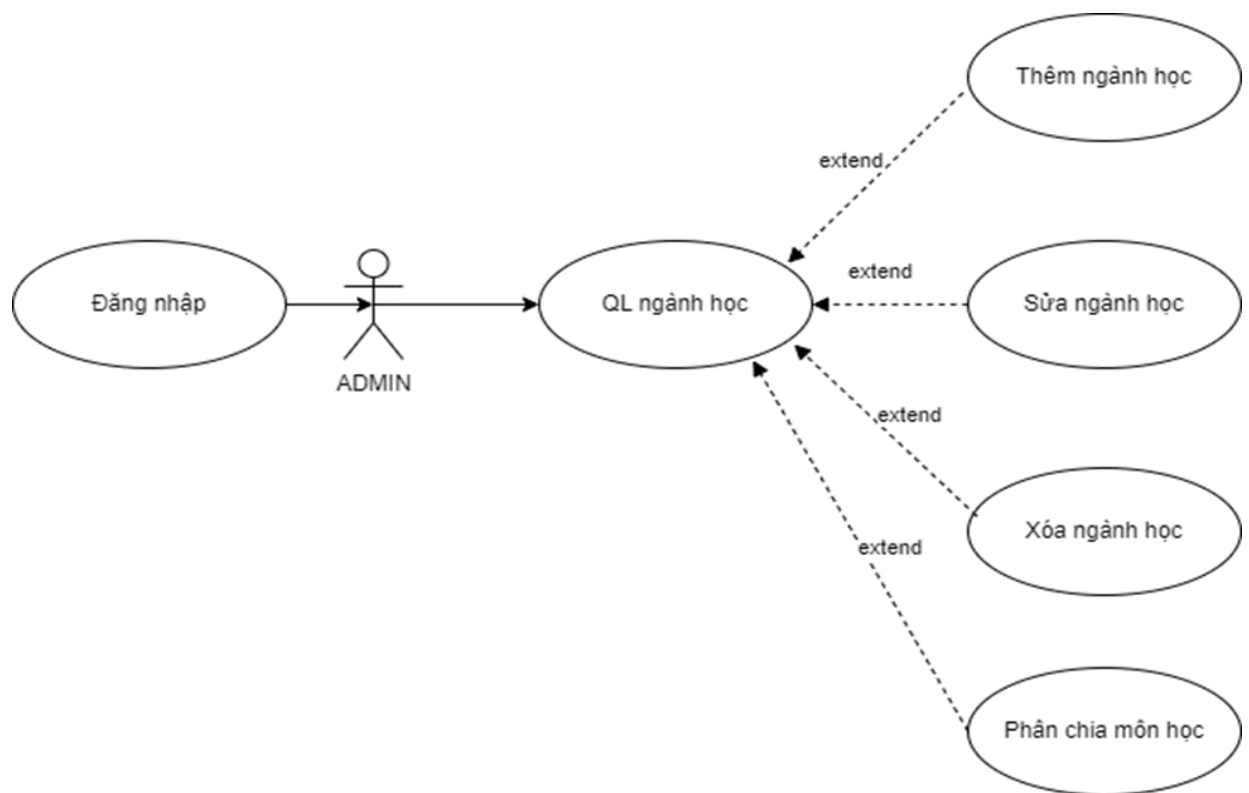 Thêm ngành học
extend
Đăng nhập
ADMIN
QL ngành học
extend
Sửa ngành học
extend
Xóa ngành học
extend
Phân chia môn học